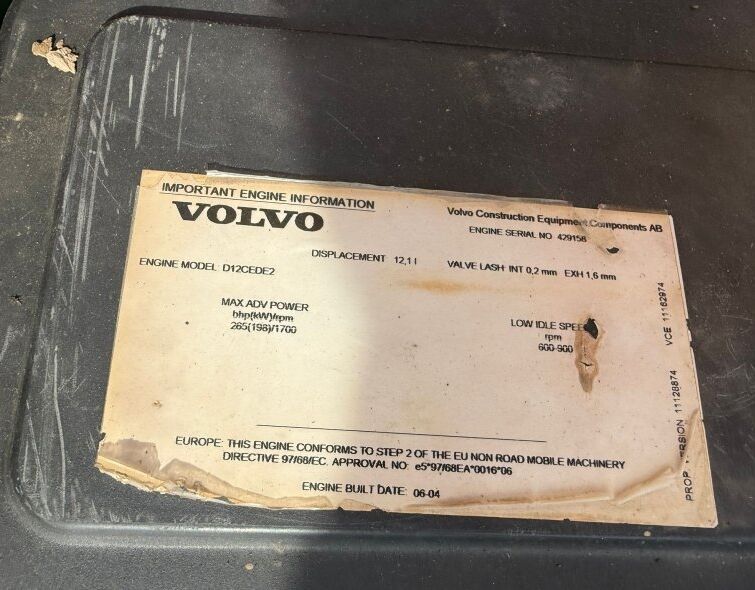 IMPORTANT ENGINE INFORMATION
VOLVO
Volvo Construction Equipment Components AB
ENGINE SERIAL NO 429158
DISPLACEMENT 12,1 l
ENGINE MODEL D12CEDE2
VALVE LASH INT 0,2 mm EXH 1,6 mm
MAX ADV POWER
bhp(kW)/rpm
265(198)/1700
LOW IDLE SPEE
rpm
600-900
EUROPE: THIS ENGINE CONFORMS TO STEP 2 OF THE EU NON ROAD MOBILE MACHINERY
DIRECTIVE 97/68/EC. APPROVAL NO: e5*97/68EA*0016*06
ENGINE BUILT DATE: 06-04
VCE 11162974
11128874